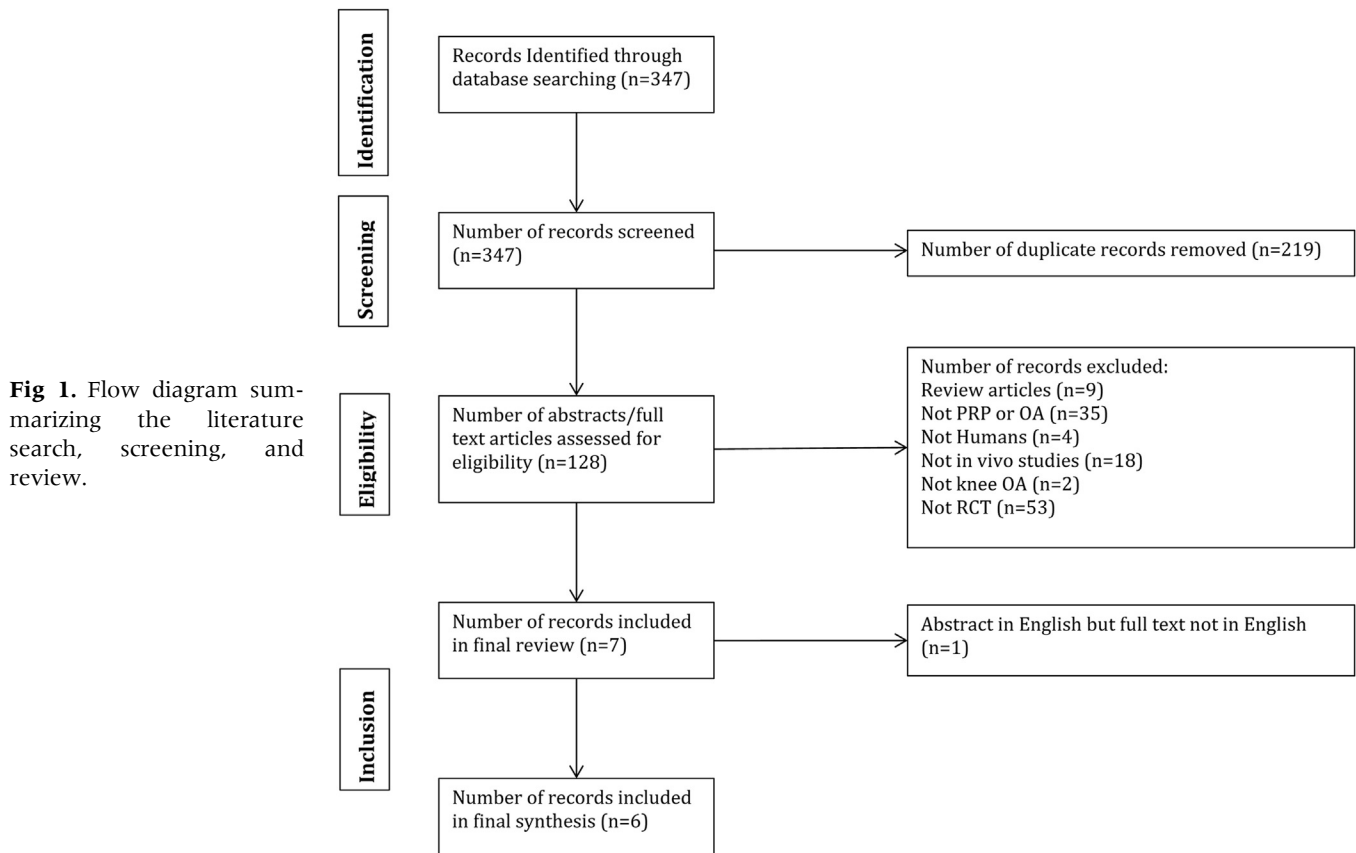 Identification
Records Identified through
database searching (n=347)
Screening
Number of records screened
(n=347)
Number of duplicate records removed (n=219)
Fig 1. Flow diagram sum-
marizing the literature
search, screening, and
review.
Eligibility
Number of abstracts/full
text articles assessed for
eligibility (n=128)
Number of records excluded:
Review articles (n=9)
Not PRP or OA (n=35)
Not Humans (n=4)
Not in vivo studies (n=18)
Not knee OA (n=2)
Not RCT (n=53)
Number of records included
in final review (n=7)
Abstract in English but full text not in English
(n=1)
Inclusion
Number of records included
in final synthesis (n=6)